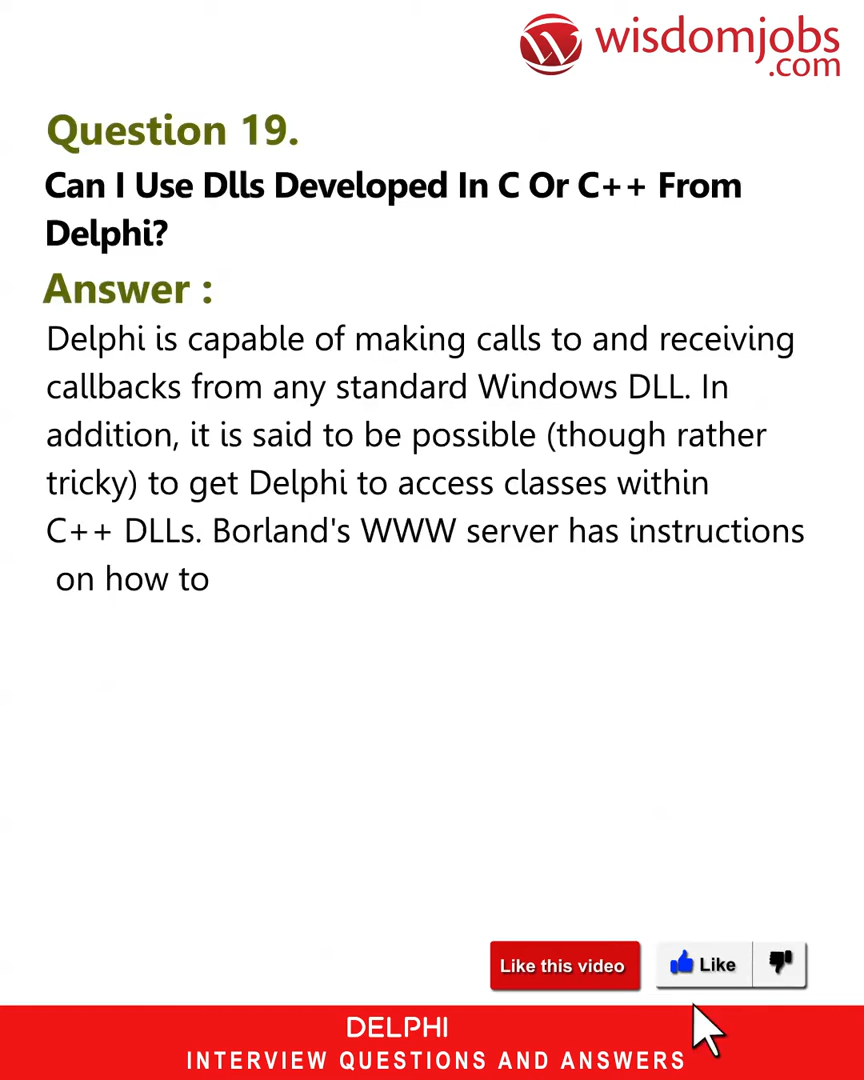 wisdomjobs
.com
Question 19.
Can I Use Dlls Developed In C Or C++ From
Delphi?
Answer :
Delphi is capable of making calls to and receiving
callbacks from any standard Windows DLL. In
addition, it is said to be possible (though rather
tricky) to get Delphi to access classes within
C++ DLLs. Borland's WWW server has instructions
on how to
Like this video
Like
DELPHI
INTERVIEW QUESTIONS AND ANSWERS